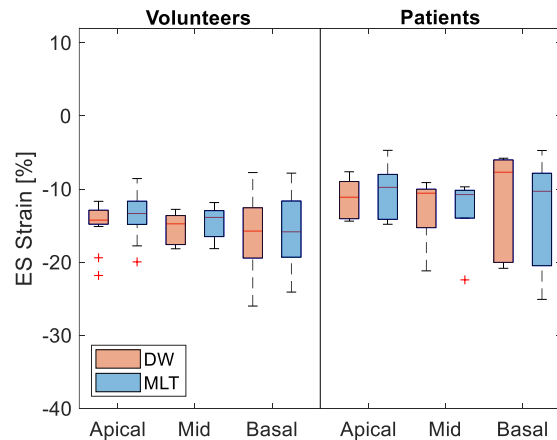 Volunteers Patients
10
0
-10
-20
-30
-40
ES Strain [%]
DW
MLT
Apical Mid Basal Apical Mid Basal